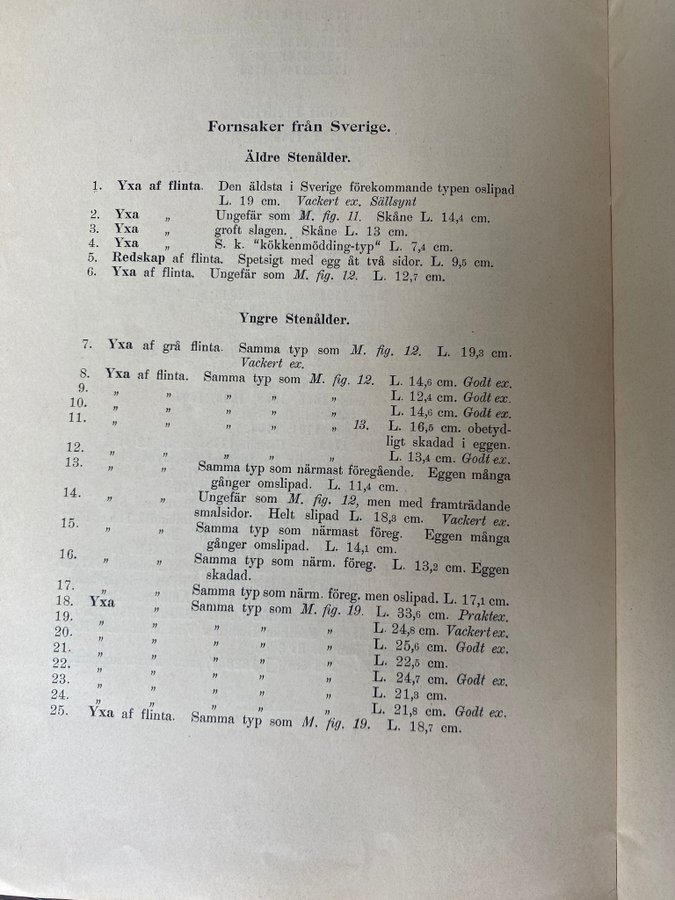 Fornsaker från Sverige.
Äldre Stenålder.
1. Yxa af flinta. Den äldsta i Sverige förekommande typen oslipad
L. 19 cm. Vackert ex. Sällsynt
2. Yxa „ Ungefär som M. fig. 11. Skåne L. 14,4 cm.
3. Yxa „ groft slagen. Skåne L. 13 cm.
4. Yxa „ S. k. "kökkenmödding-typ" L. 7,4 cm.
5. Redskap af flinta. Spetsigt med egg åt två sidor. L. 9,5 cm.
6. Yxa af flinta. Ungefär som M. fig. 12. L. 12,7 cm.
Yngre Stenålder.
7. Yxa af grå flinta. Samma typ som M. fig. 12. L. 19,3 cm.
Vackert ex.
8. Yxa af flinta. Samma typ som M. fig. 12. L. 14,6 cm. Godt ex.
9. „ „ „ „ „ L. 12,4 cm. Godt ex.
10. „ „ „ „ „ L. 14,6 cm. Godt ex.
11. „ „ „ „ „ 13. L. 16,5 cm. obetyd-
ligt skadad i eggen.
12. „ „ „ „ „ L. 13,4 cm. Godt ex.
13. „ „ Samma typ som närmast föregående. Eggen många
gånger omslipad. L. 11,4 cm.
14. „ „ Ungefär som M. fig. 12, men med framträdande
smalsidor. Helt slipad L. 18,3 cm. Vackert ex.
15. „ „ Samma typ som närmast föreg. Eggen många
gånger omslipad. L. 14,1 cm.
16. „ „ Samma typ som närm. föreg. L. 13,2 cm. Eggen
skadad.
17. „ „ Samma typ som närm. föreg. men oslipad. L. 17,1 cm.
18. Yxa „ Samma typ som M. fig. 19. L. 33,6 cm. Praktex.
19. „ „ „ „ „ L. 24,8 cm. Vackert ex.
20. „ „ „ „ „ L. 25,6 cm. Godt ex.
21. „ „ „ „ „ L. 22,5 cm.
22. „ „ „ „ „ L. 24,7 cm. Godt ex.
23. „ „ „ „ „ L. 21,3 cm.
24. „ „ „ „ „ L. 21,8 cm. Godt ex.
25. Yxa af flinta. Samma typ som M. fig. 19. L. 18,7 cm.